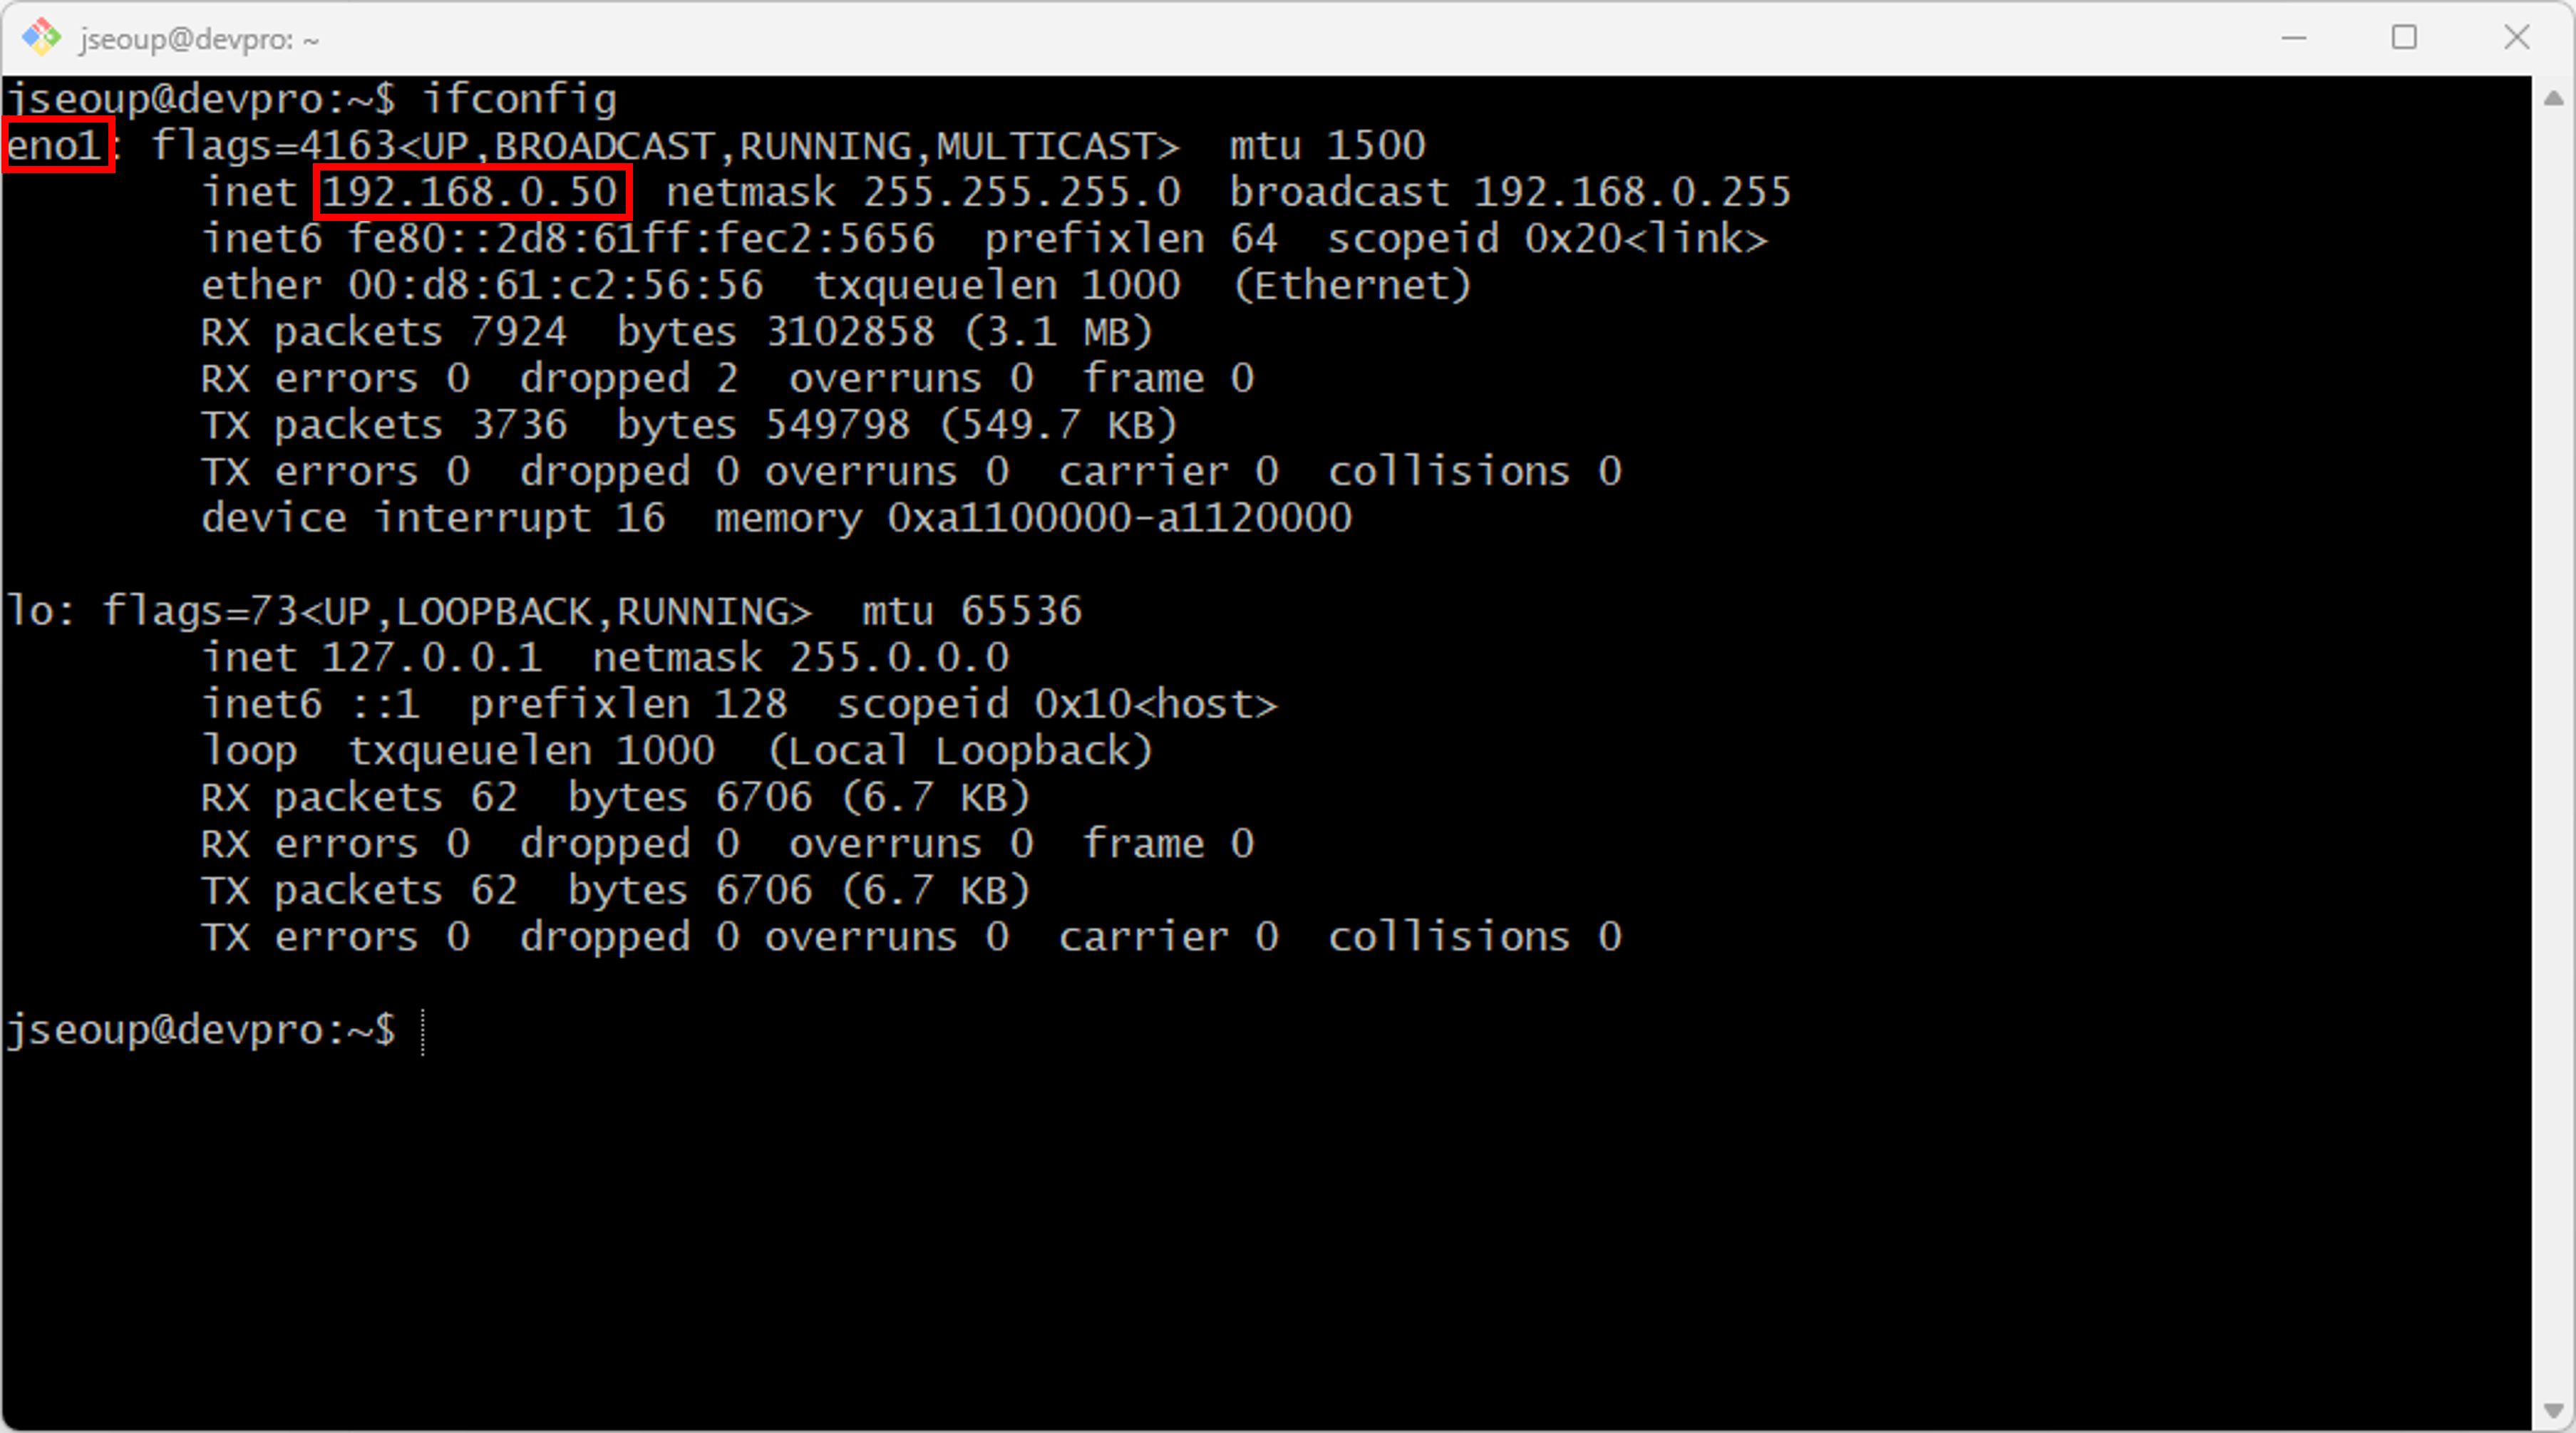 jseoup@devpro: ~
jseoup@devpro:~$ ifconfig
eno1: flags=4163<UP,BROADCAST,RUNNING,MULTICAST>  mtu 1500
        inet 192.168.0.50  netmask 255.255.255.0  broadcast 192.168.0.255
        inet6 fe80::2d8:61ff:fec2:5656  prefixlen 64  scopeid 0x20<link>
        ether 00:d8:61:c2:56:56  txqueuelen 1000  (Ethernet)
        RX packets 7924  bytes 3102858 (3.1 MB)
        RX errors 0  dropped 2  overruns 0  frame 0
        TX packets 3736  bytes 549798 (549.7 KB)
        TX errors 0  dropped 0 overruns 0  carrier 0  collisions 0
        device interrupt 16  memory 0xa1100000-a1120000
lo: flags=73<UP,LOOPBACK,RUNNING>  mtu 65536
        inet 127.0.0.1  netmask 255.0.0.0
        inet6 ::1  prefixlen 128  scopeid 0x10<host>
        loop  txqueuelen 1000  (Local Loopback)
        RX packets 62  bytes 6706 (6.7 KB)
        RX errors 0  dropped 0  overruns 0  frame 0
        TX packets 62  bytes 6706 (6.7 KB)
        TX errors 0  dropped 0 overruns 0  carrier 0  collisions 0
jseoup@devpro:~$